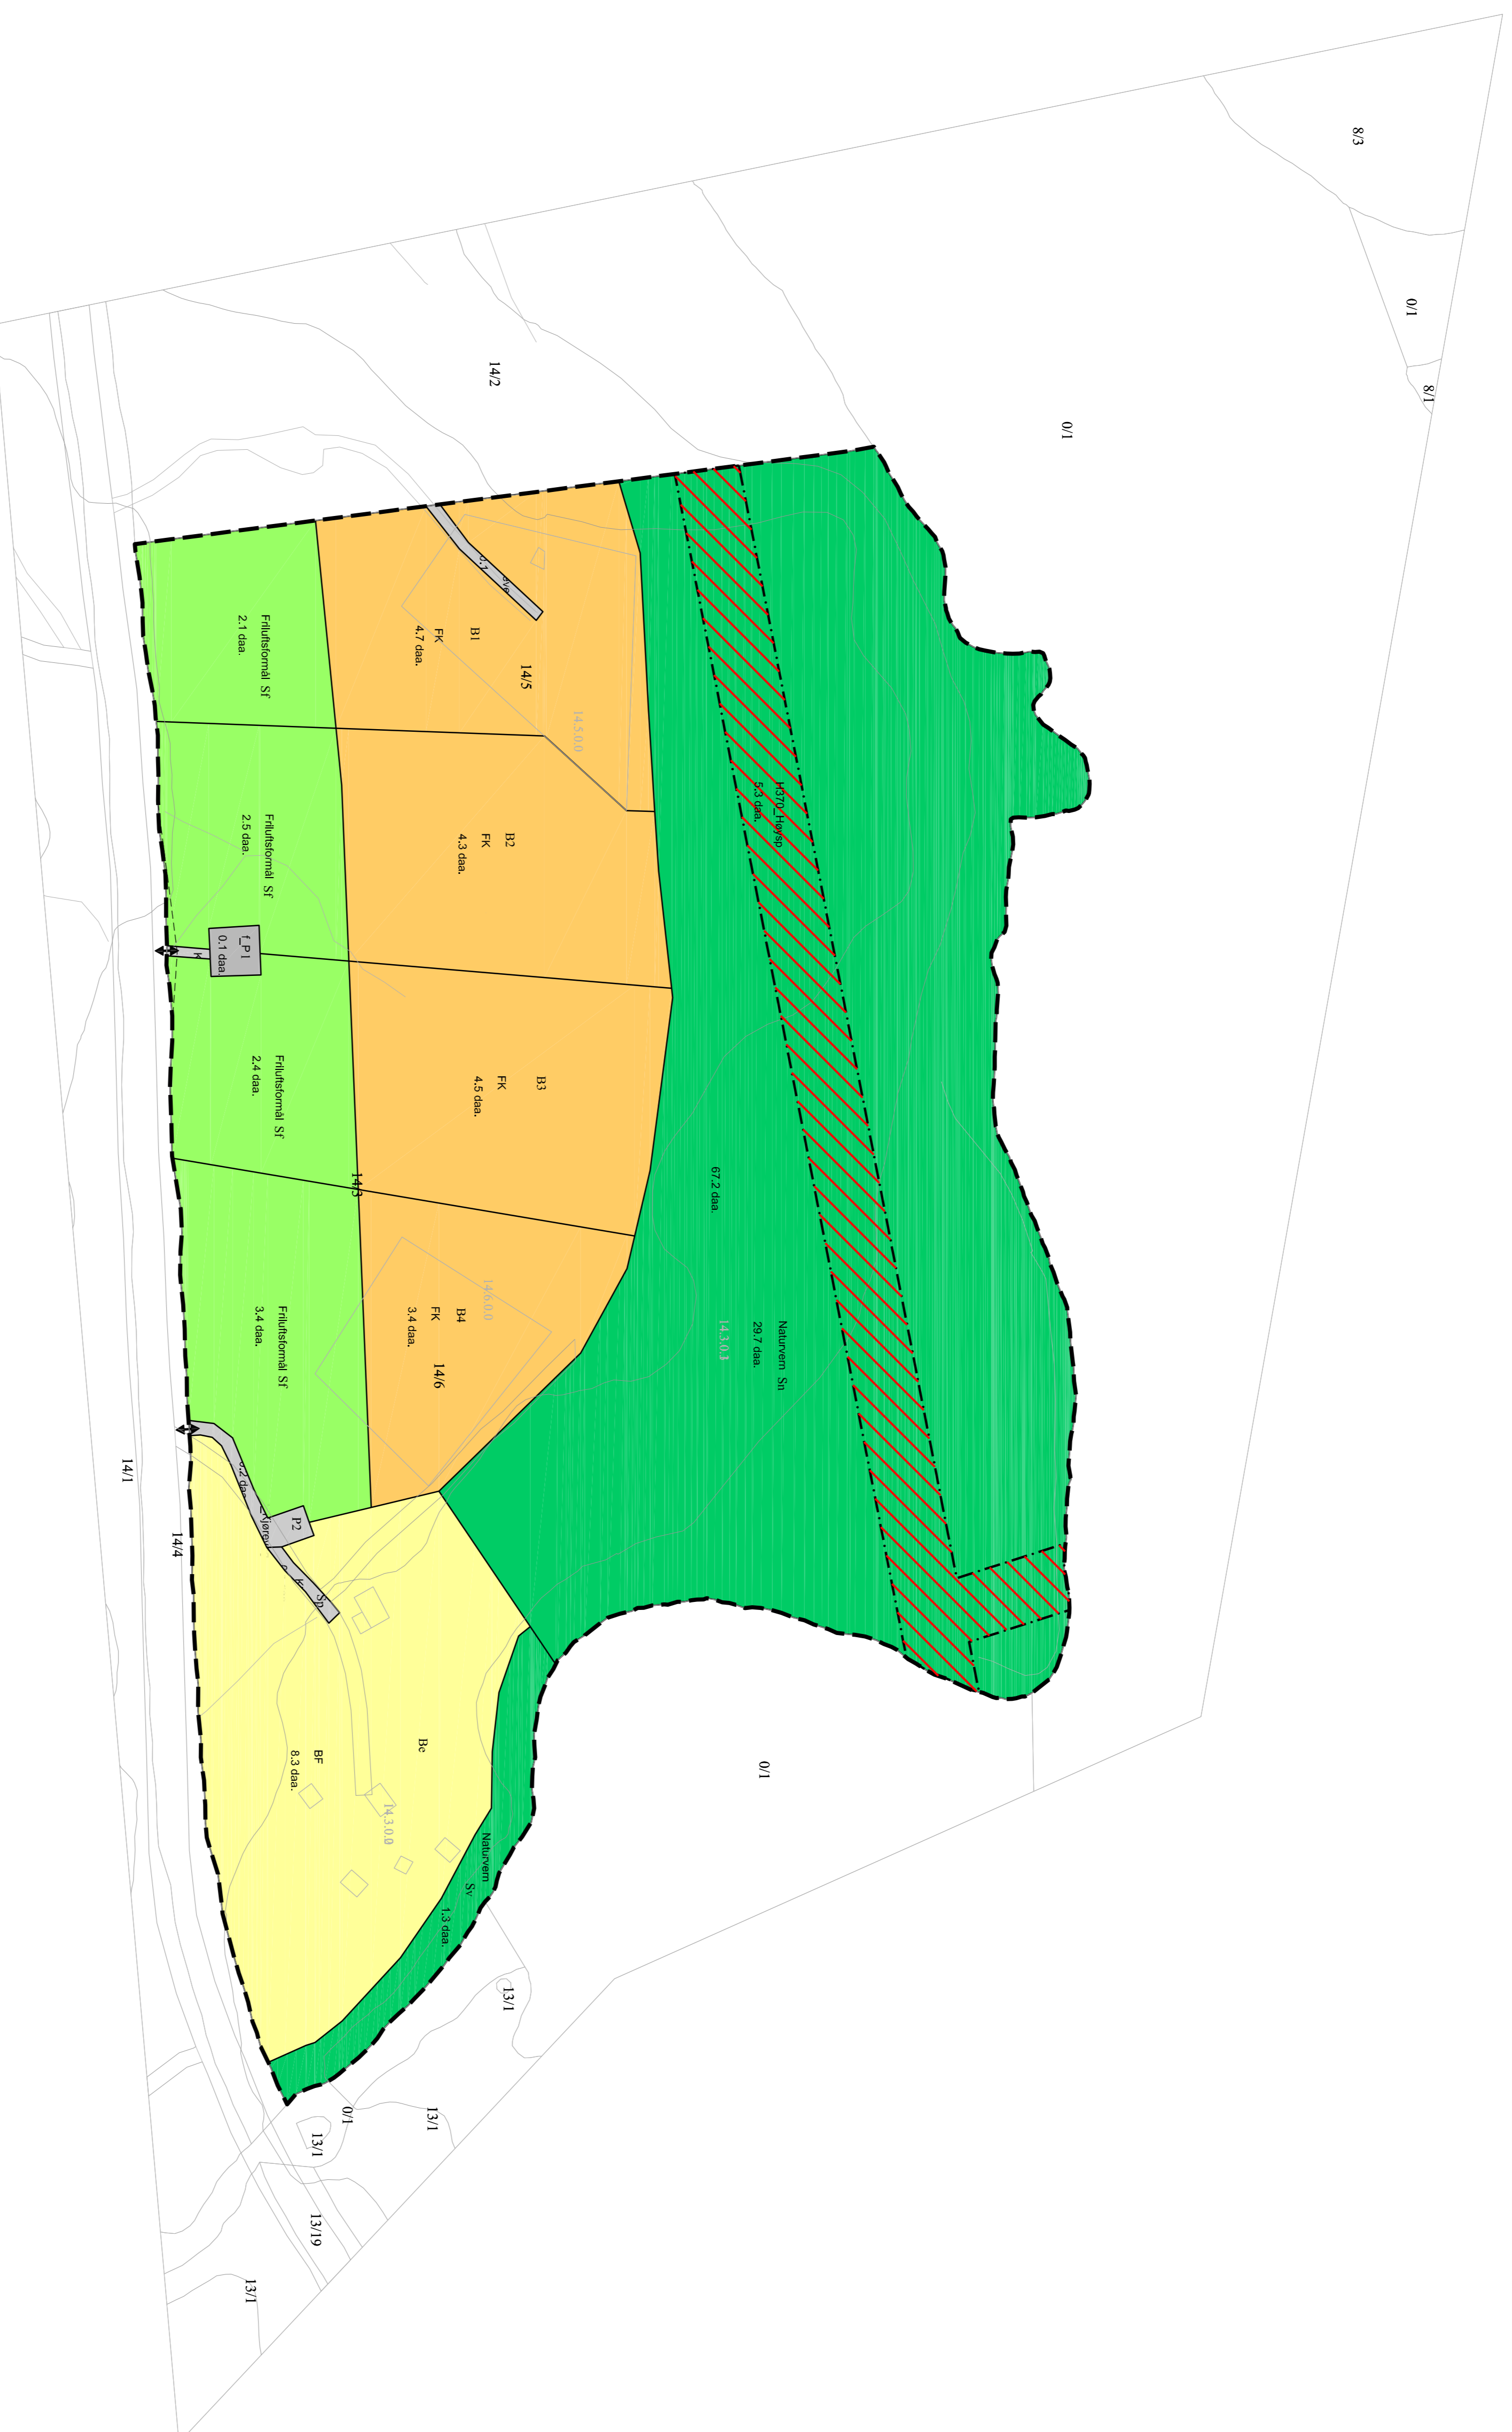 8/3
0/1
8/1
0/1
14/2
Friluftsformål Sf
2.1 daa.
B1
FK
4.7 daa.
14/5
14.5.0.0
H370_Høysp
5.3 daa.
Friluftsformål Sf
2.5 daa.
B2
FK
4.3 daa.
f_P1
0.1 daa.
K
Friluftsformål Sf
2.4 daa.
B3
FK
4.5 daa.
14/3
67.2 daa.
Friluftsformål Sf
3.4 daa.
B4
FK
3.4 daa.
14/6
14.6.0.0
Naturvern Sn
29.7 daa.
14.3.0.1
14/1
14/4
P2
Sp
K
Be
BF
8.3 daa.
14.3.0.0
0/1
Naturvern
Sv
1.3 daa.
13/1
0/1
13/1
13/1
13/19
13/1